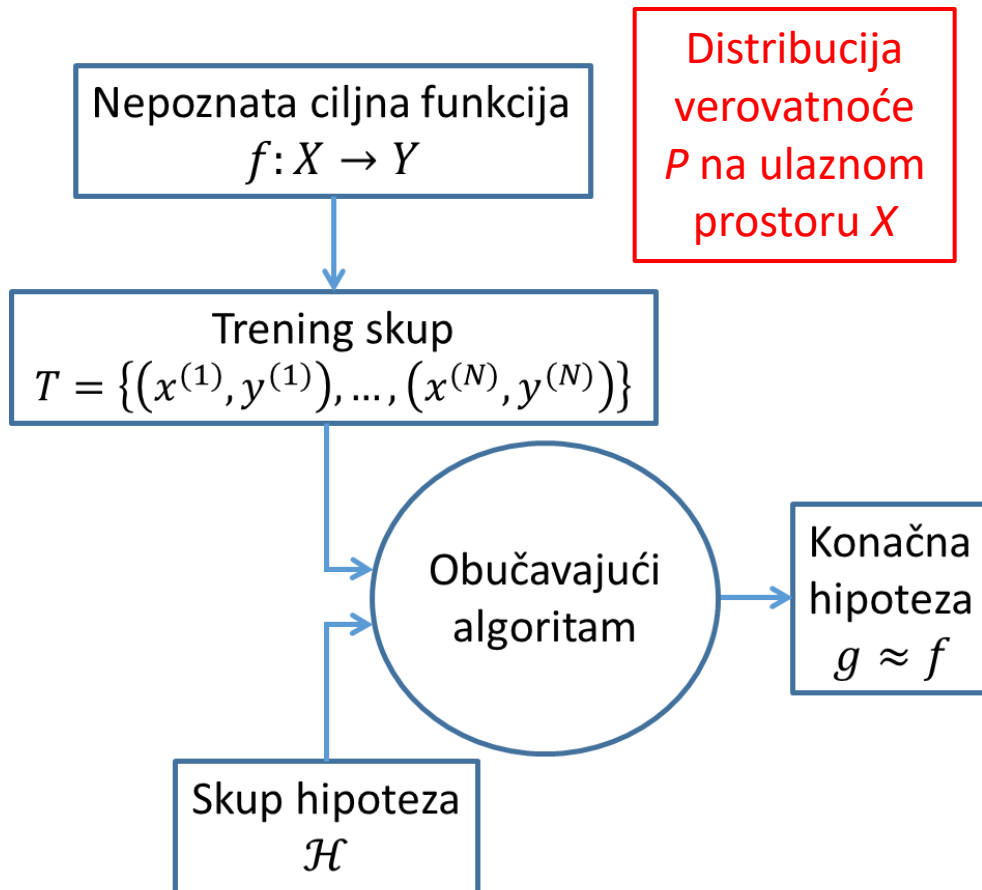 Nepoznata ciljna funkcija
f: X → Y
Distribucija
verovatnoće
P na ulaznom
prostoru X
Trening skup
T = {(x^(1), y^(1)), …, (x^(N), y^(N))}
Obučavajući
algoritam
Konačna
hipoteza
g ≈ f
Skup hipoteza
ℋ